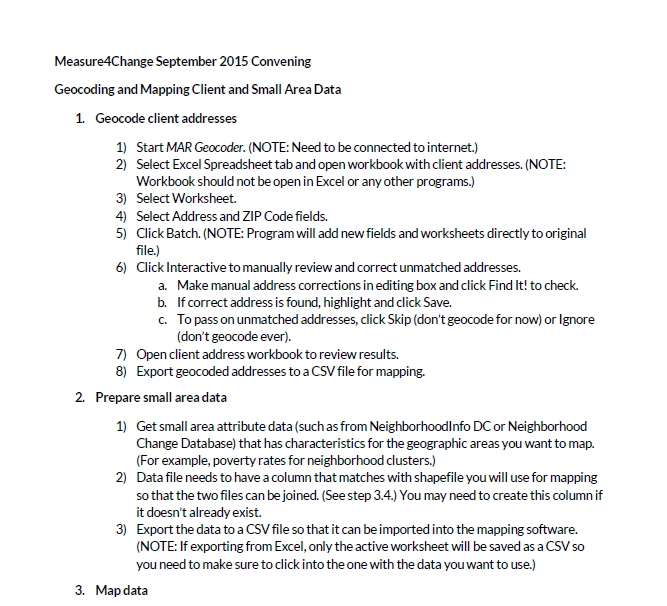 Measure4Change September 2015 Convening
Geocoding and Mapping Client and Small Area Data
1. Geocode client addresses
1) Start MAR Geocoder. (NOTE: Need to be connected to internet.)
2) Select Excel Spreadsheet tab and open workbook with client addresses. (NOTE:
Workbook should not be open in Excel or any other programs.)
3) Select Worksheet.
4) Select Address and ZIP Code fields.
5) Click Batch. (NOTE: Program will add new fields and worksheets directly to original
file.)
6) Click Interactive to manually review and correct unmatched addresses.
a. Make manual address corrections in editing box and click Find It! to check.
b. If correct address is found, highlight and click Save.
c. To pass on unmatched addresses, click Skip (don't geocode for now) or Ignore
(don't geocode ever).
7) Open client address workbook to review results.
8) Export geocoded addresses to a CSV file for mapping.
2. Prepare small area data
1) Get small area attribute data (such as from NeighborhoodInfo DC or Neighborhood
Change Database) that has characteristics for the geographic areas you want to map.
(For example, poverty rates for neighborhood clusters.)
2) Data file needs to have a column that matches with shapefile you will use for mapping
so that the two files can be joined. (See step 3.4.) You may need to create this column if
it doesn't already exist.
3) Export the data to a CSV file so that it can be imported into the mapping software.
(NOTE: If exporting from Excel, only the active worksheet will be saved as a CSV so
you need to make sure to click into the one with the data you want to use.)
3. Map data